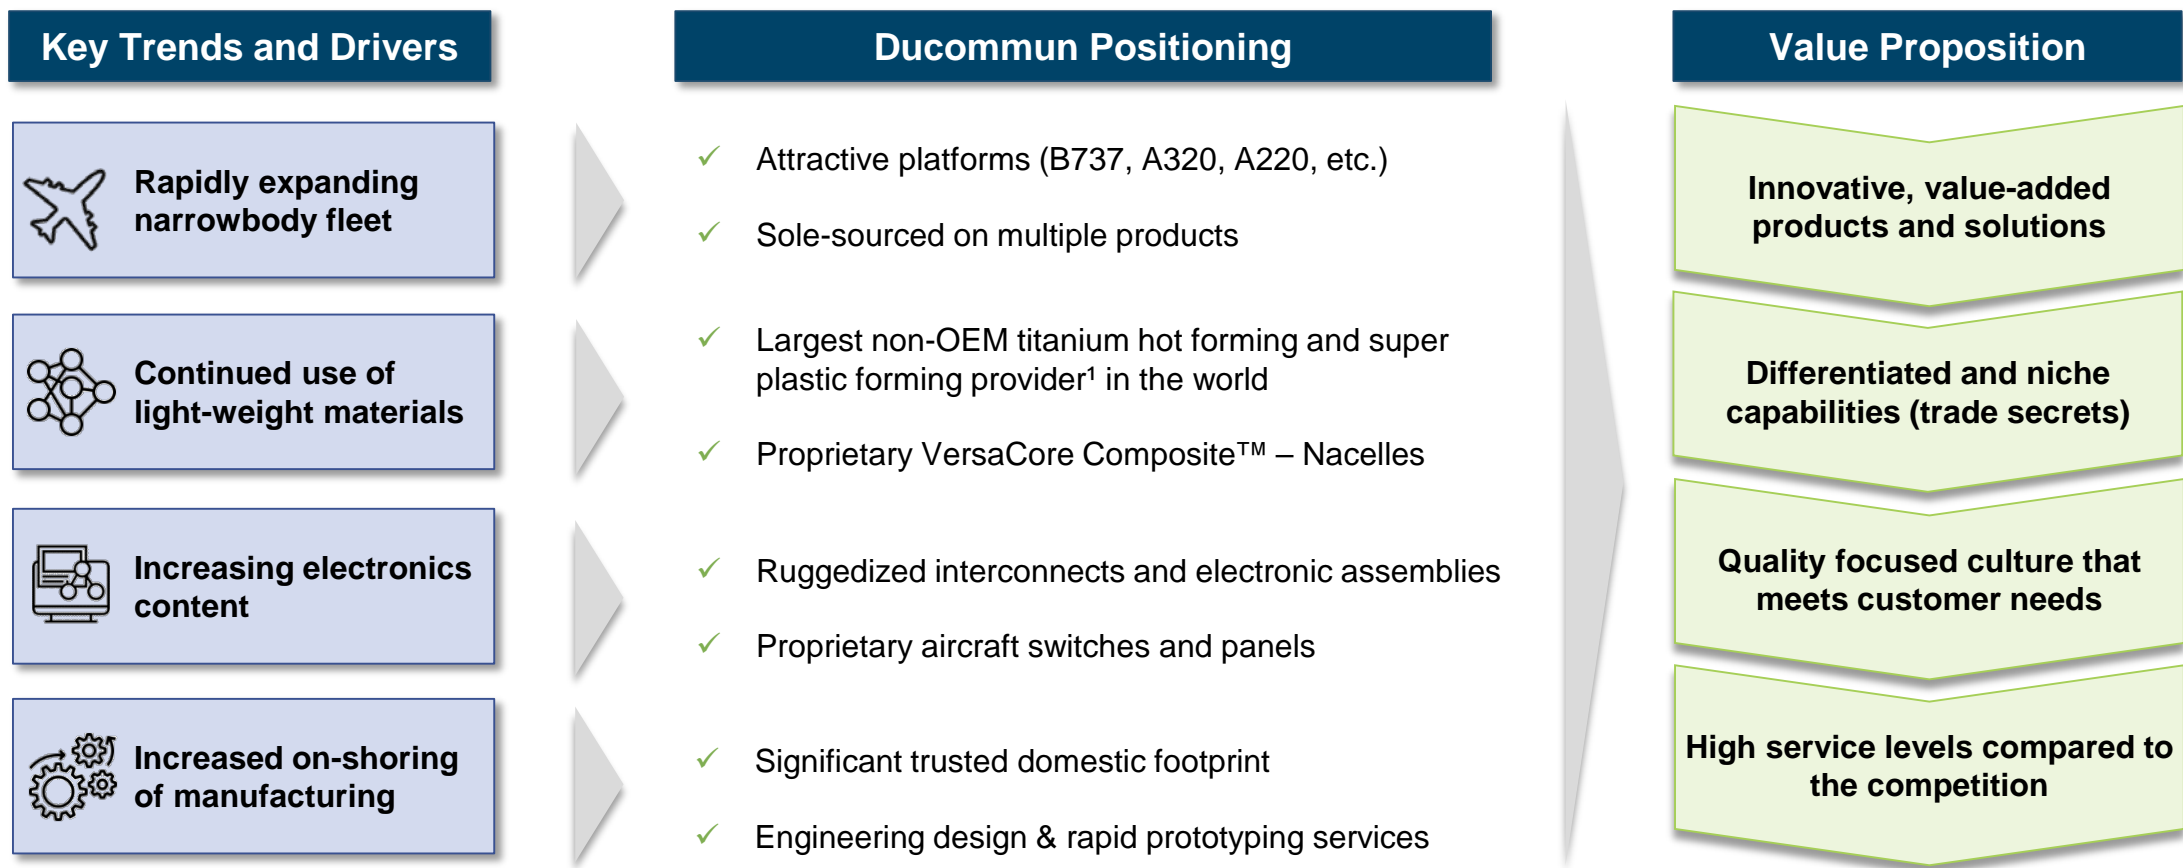 Key Trends and Drivers
Rapidly expanding
narrowbody fleet
Continued use of
light-weight materials
Increasing electronics
content
Increased on-shoring
of manufacturing
Ducommun Positioning
✓ Attractive platforms (B737, A320, A220, etc.)
✓ Sole-sourced on multiple products
✓ Largest non-OEM titanium hot forming and super
plastic forming provider¹ in the world
✓ Proprietary VersaCore Composite™ – Nacelles
✓ Ruggedized interconnects and electronic assemblies
✓ Proprietary aircraft switches and panels
✓ Significant trusted domestic footprint
✓ Engineering design & rapid prototyping services
Value Proposition
Innovative, value-added
products and solutions
Differentiated and niche
capabilities (trade secrets)
Quality focused culture that
meets customer needs
High service levels compared to
the competition